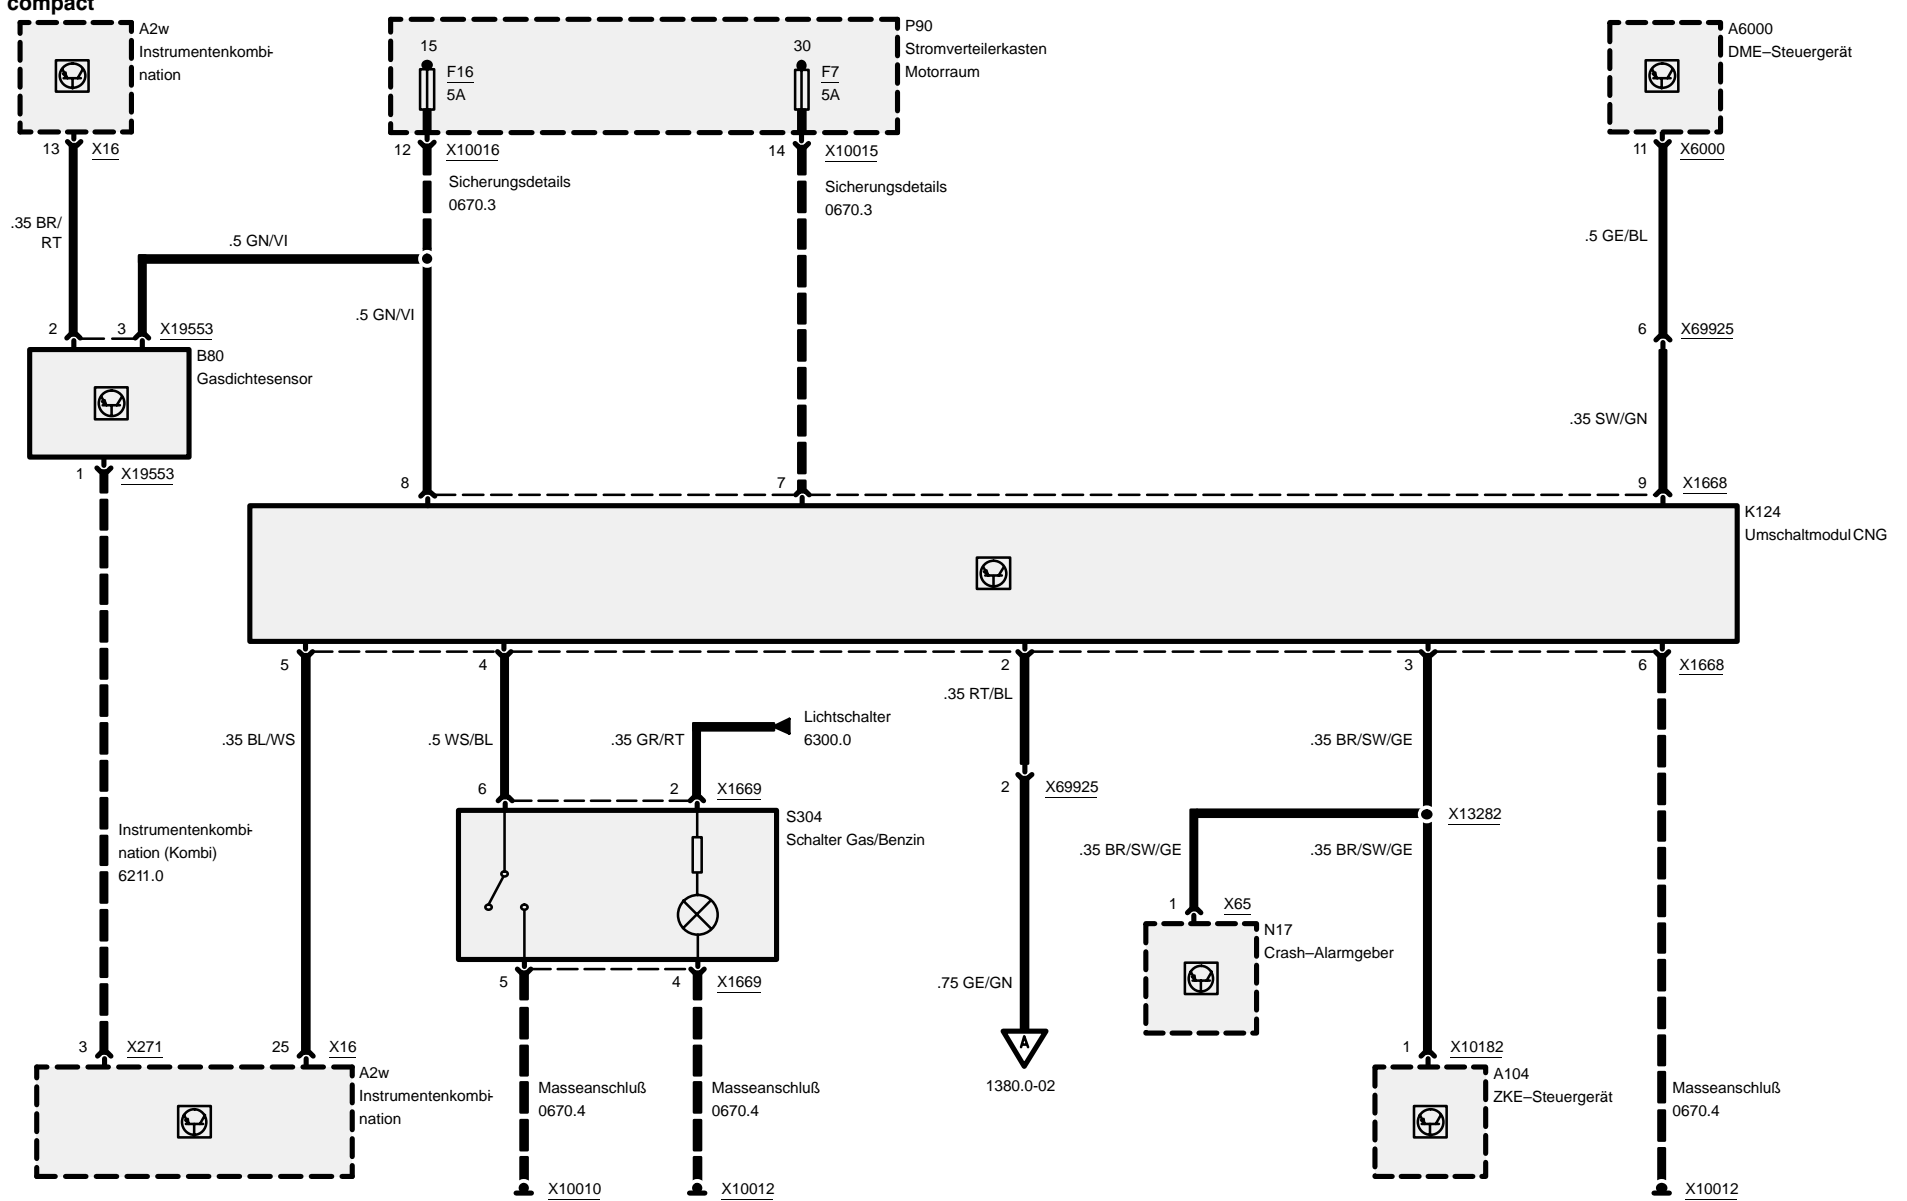 compact
A2w
Instrumentenkombi-
nation
P90
Stromverteilerkasten
Motorraum
15
F16
5A
30
F7
5A
A6000
DME–Steuergerät
13 X16
12 X10016
14 X10015
11 X6000
Sicherungsdetails
0670.3
Sicherungsdetails
0670.3
.35 BR/
RT
.5 GN/VI
.5 GE/BL
.5 GN/VI
2 3 X19553
6 X69925
B80
Gasdichtesensor
.35 SW/GN
1 X19553
8 7 9 X1668
K124
Umschaltmodul CNG
5 4 2 3 6 X1668
.35 RT/BL
.35 BL/WS
.5 WS/BL
.35 GR/RT
Lichtschalter
6300.0
.35 BR/SW/GE
6 2 X1669
2 X69925
S304
Schalter Gas/Benzin
X13282
Instrumentenkombi-
nation (Kombi)
6211.0
.35 BR/SW/GE
.35 BR/SW/GE
1 X65
N17
Crash–Alarmgeber
5 4 X1669
.75 GE/GN
A
1380.0-02
3 X271
25 X16
1 X10182
A2w
Instrumentenkombi-
nation
Masseanschluß
0670.4
Masseanschluß
0670.4
A104
ZKE–Steuergerät
Masseanschluß
0670.4
X10010
X10012
X10012